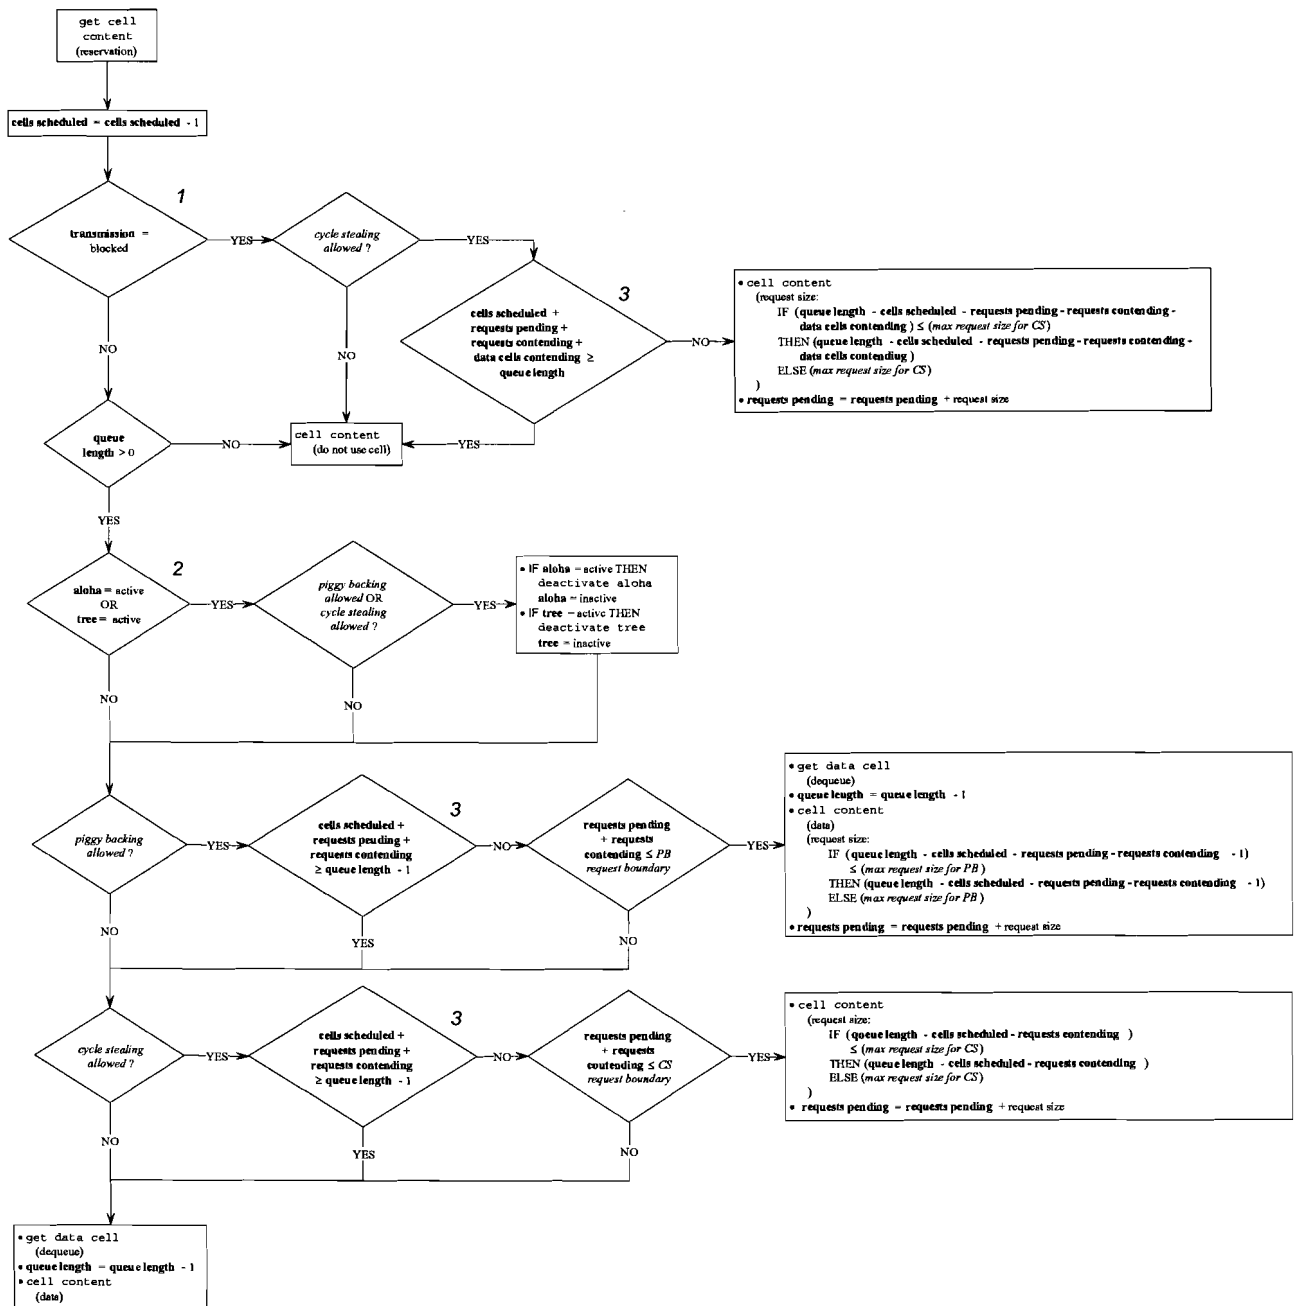 get cell
content
(reservation)
cells scheduled = cells scheduled - 1
1
transmission =
blocked
YES
cycle stealing
allowed ?
YES
3
cells scheduled +
requests pending +
requests contending +
data cells contending ≥
queue length
NO
• cell content
(request size:
IF (queue length - cells scheduled - requests pending - requests contending -
data cells contending ) ≤ (max request size for CS)
THEN (queue length - cells scheduled - requests pending - requests contending -
data cells contending )
ELSE (max request size for CS)
)
• requests pending = requests pending + request size
NO
NO
queue
length > 0
NO
cell content
(do not use cell)
YES
YES
2
aloha = active
OR
tree = active
YES
piggy backing
allowed OR
cycle stealing
allowed ?
YES
• IF aloha = active THEN
deactivate aloha
aloha = inactive
• IF tree = active THEN
deactivate tree
tree = inactive
NO
NO
piggy backing
allowed ?
YES
3
cells scheduled +
requests pending +
requests contending
≥ queue length - 1
NO
requests pending
+ requests
contending ≤ PB
request boundary
YES
• get data cell
(dequeue)
• queue length = queue length - 1
• cell content
(data)
(request size:
IF (queue length - cells scheduled - requests pending - requests contending - 1)
≤ (max request size for PB )
THEN (queue length - cells scheduled - requests pending - requests contending - 1)
ELSE (max request size for PB )
)
• requests pending = requests pending + request size
NO
YES
NO
cycle stealing
allowed ?
YES
3
cells scheduled +
requests pending +
requests contending
≥ queue length - 1
NO
requests pending
+ requests
contending ≤ CS
request boundary
YES
• cell content
(request size:
IF (queue length - cells scheduled - requests contending )
≤ (max request size for CS)
THEN (queue length - cells scheduled - requests contending )
ELSE (max request size for CS)
)
• requests pending = requests pending + request size
NO
YES
NO
• get data cell
(dequeue)
• queue length = queue length - 1
• cell content
(data)